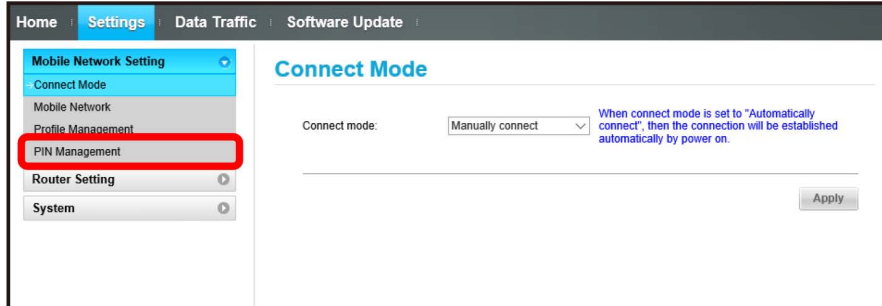 Home Settings Data Traffic Software Update
Mobile Network Setting
Connect Mode
Mobile Network
Profile Management
PIN Management
Router Setting
System
Connect Mode
Connect mode: Manually connect
When connect mode is set to "Automatically
connect", then the connection will be established
automatically by power on.
Apply